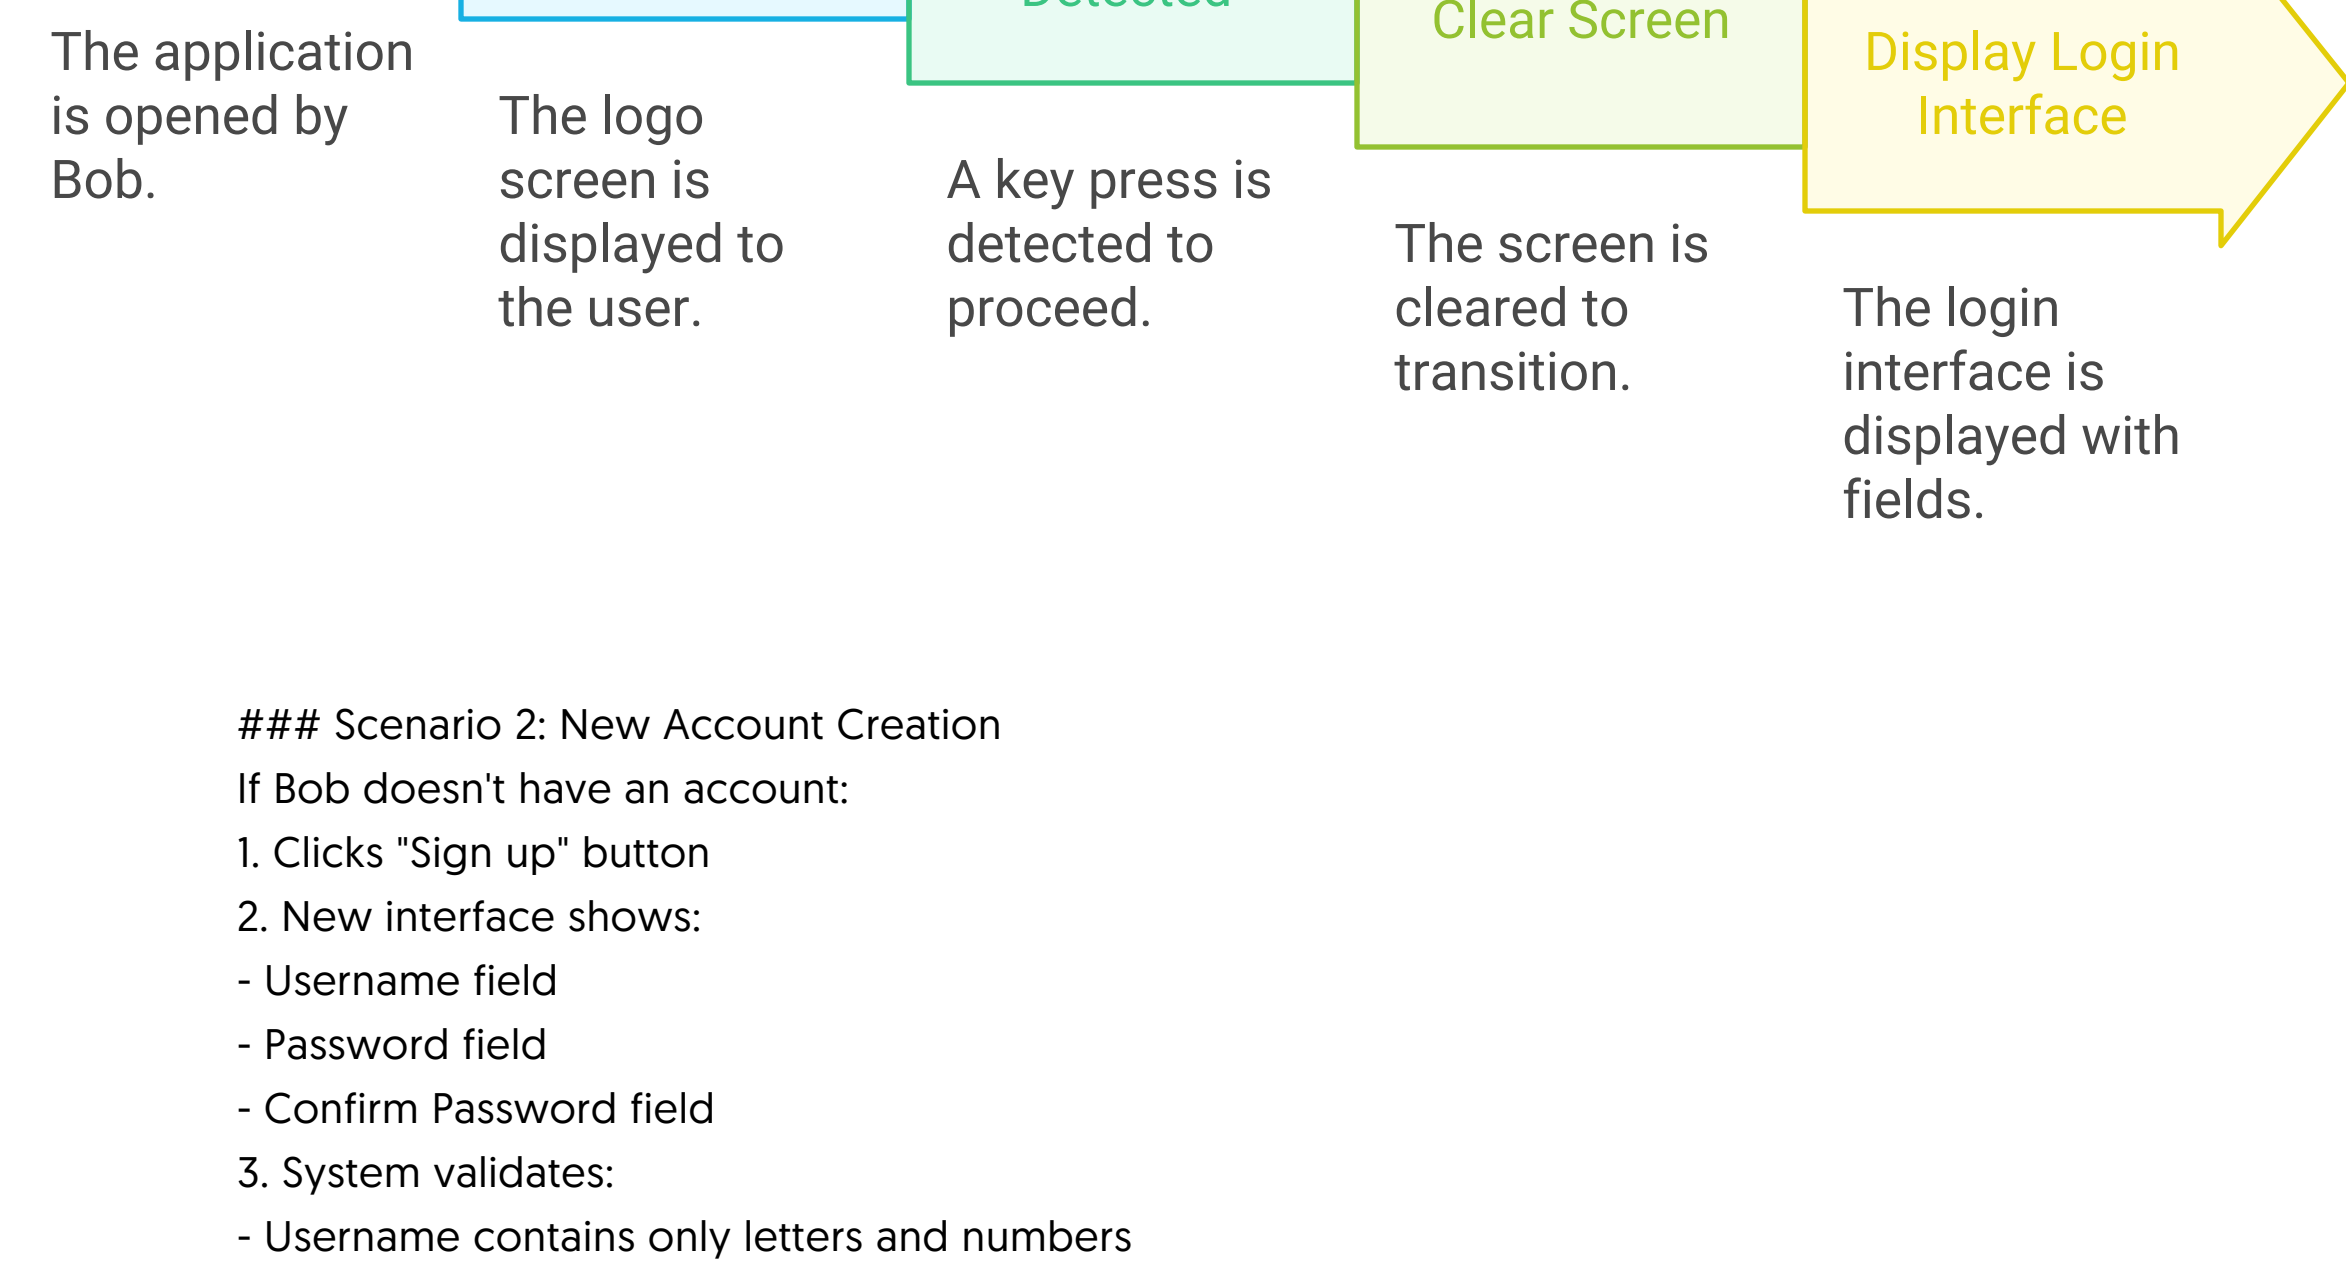 Detected
Clear Screen
Display Login
Interface
The application
is opened by
Bob.
The logo
screen is
displayed to
the user.
A key press is
detected to
proceed.
The screen is
cleared to
transition.
The login
interface is
displayed with
fields.
### Scenario 2: New Account Creation
If Bob doesn't have an account:
1. Clicks "Sign up" button
2. New interface shows:
- Username field
- Password field
- Confirm Password field
3. System validates:
- Username contains only letters and numbers